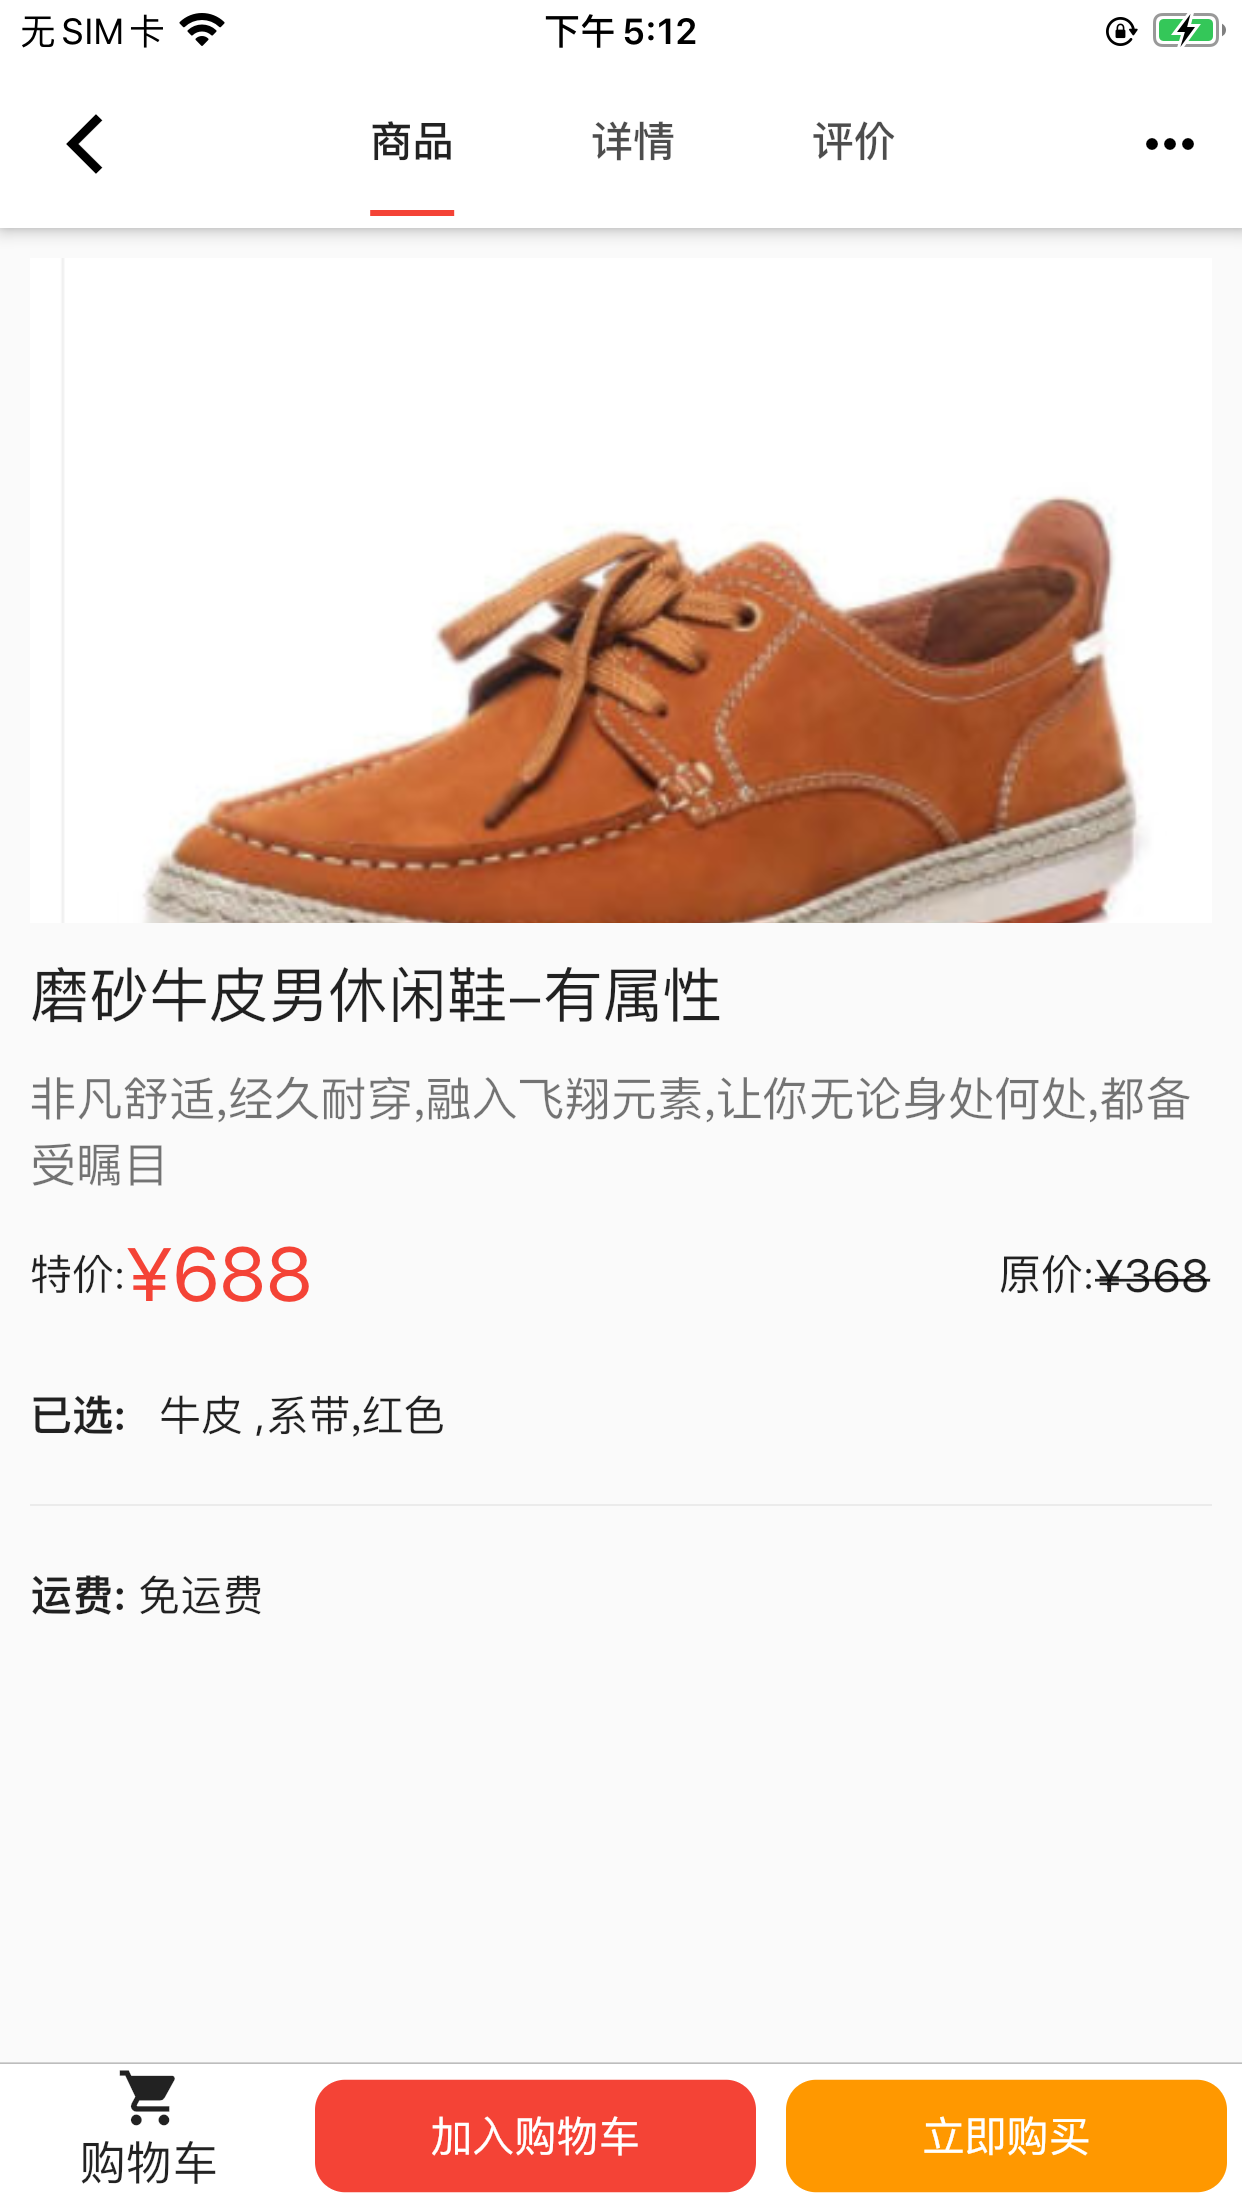 无SIM卡 下午5:12
商品 详情 评价
磨砂牛皮男休闲鞋–有属性
非凡舒适,经久耐穿,融入飞翔元素,让你无论身处何处,都备
受瞩目
特价:¥688 原价:¥368
已选: 牛皮 ,系带,红色
运费: 免运费
购物车 加入购物车 立即购买